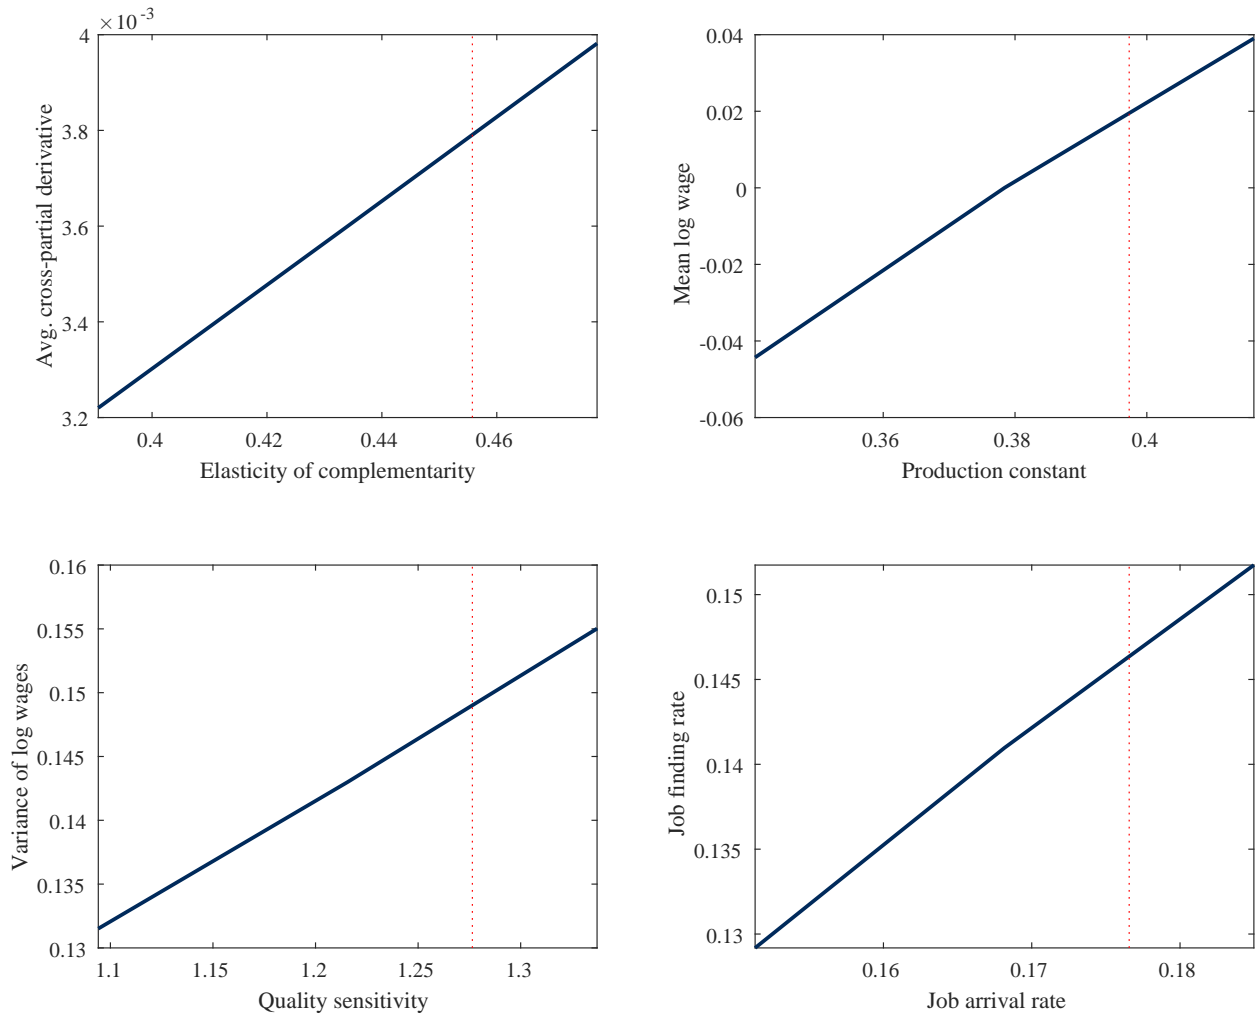 ×10⁻³
4
3.8
3.6
3.4
3.2
Avg. cross-partial derivative
0.4 0.42 0.44 0.46
Elasticity of complementarity
0.04
0.02
0
-0.02
-0.04
-0.06
Mean log wage
0.36 0.38 0.4
Production constant
0.16
0.155
0.15
0.145
0.14
0.135
0.13
Variance of log wages
1.1 1.15 1.2 1.25 1.3
Quality sensitivity
0.15
0.145
0.14
0.135
0.13
Job finding rate
0.16 0.17 0.18
Job arrival rate